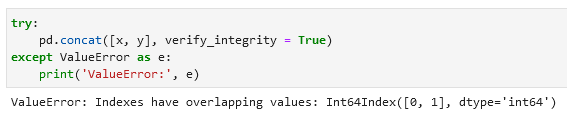 try:
    pd.concat([x, y], verify_integrity = True)
except ValueError as e:
    print('ValueError:', e)
ValueError: Indexes have overlapping values: Int64Index([0, 1], dtype='int64')